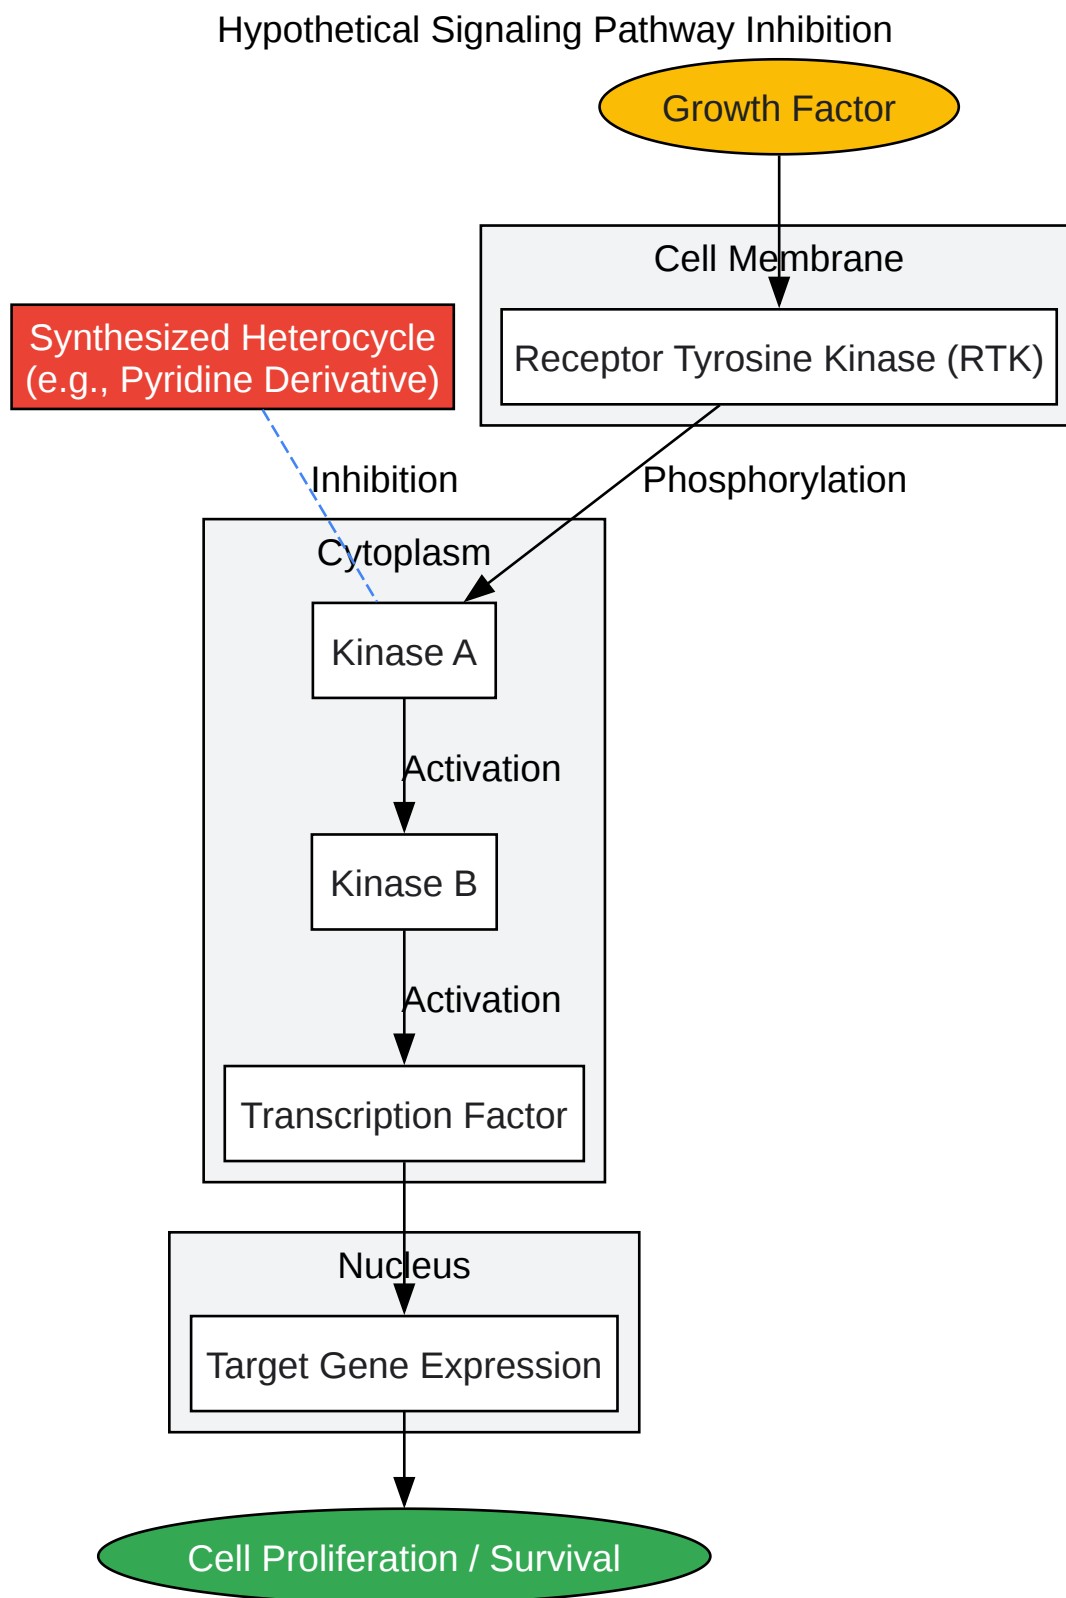 Hypothetical Signaling Pathway Inhibition
Growth Factor
Cell Membrane
Receptor Tyrosine Kinase (RTK)
Synthesized Heterocycle
(e.g., Pyridine Derivative)
Inhibition
Phosphorylation
Cytoplasm
Kinase A
Activation
Kinase B
Activation
Transcription Factor
Nucleus
Target Gene Expression
Cell Proliferation / Survival